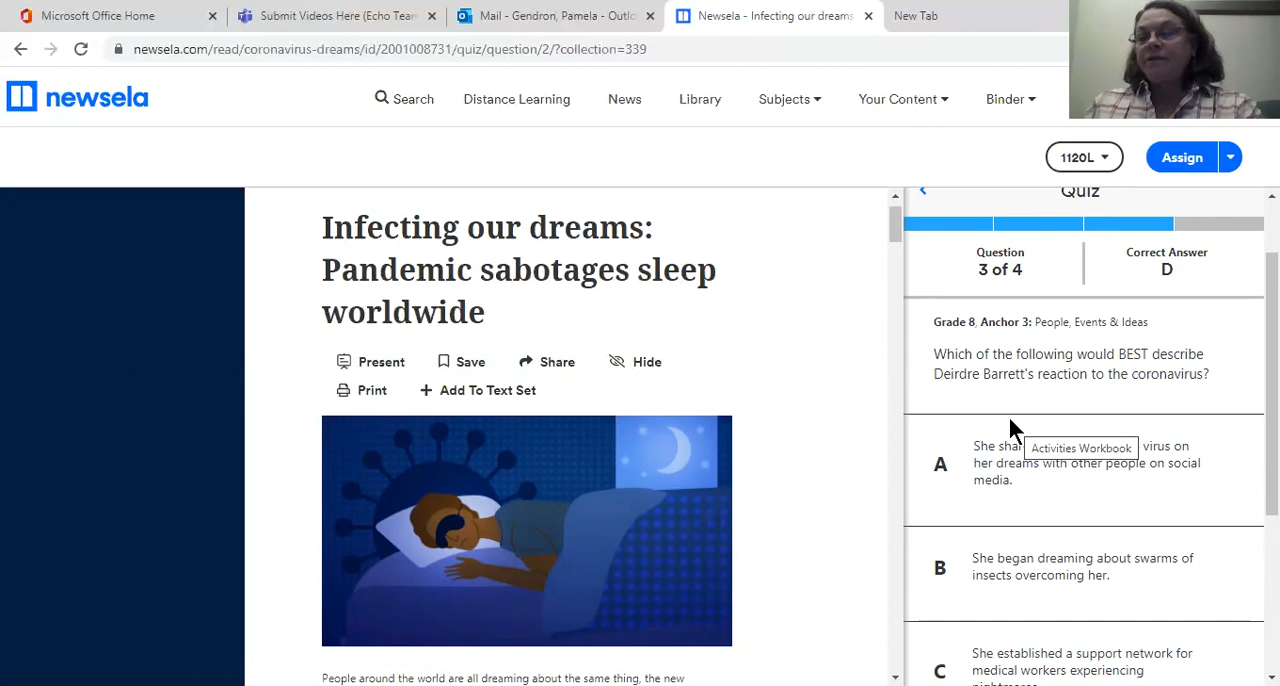 Microsoft Office Home
Submit Videos Here (Echo Team
Mail - Gendron, Pamela - Outlo
Newsela - Infecting our dreams
New Tab
newsela.com/read/coronavirus-dreams/id/2001008731/quiz/question/2/?collection=339
newsela
Search
Distance Learning
News
Library
Subjects
Your Content
Binder
1120L
Assign
Infecting our dreams:
Pandemic sabotages sleep
worldwide
Present
Save
Share
Hide
Print
Add To Text Set
People around the world are all dreaming about the same thing, the new
Quiz
Question
3 of 4
Correct Answer
D
Grade 8, Anchor 3: People, Events & Ideas
Which of the following would BEST describe
Deirdre Barrett's reaction to the coronavirus?
A
She virus on
her dreams with other people on social
media.
Activities Workbook
B
She began dreaming about swarms of
insects overcoming her.
C
She established a support network for
medical workers experiencing